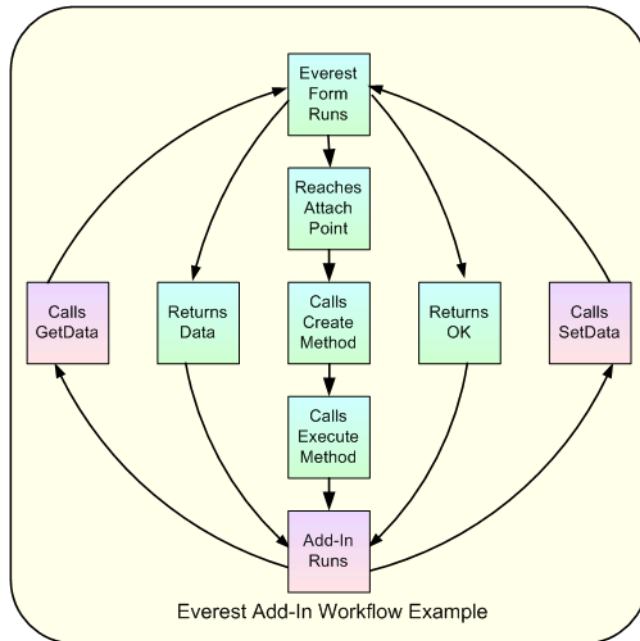 Everest
Form
Runs
Reaches
Attach
Point
Calls
GetData
Returns
Data
Calls
Create
Method
Returns
OK
Calls
SetData
Calls
Execute
Method
Add-In
Runs
Everest Add-In Workflow Example